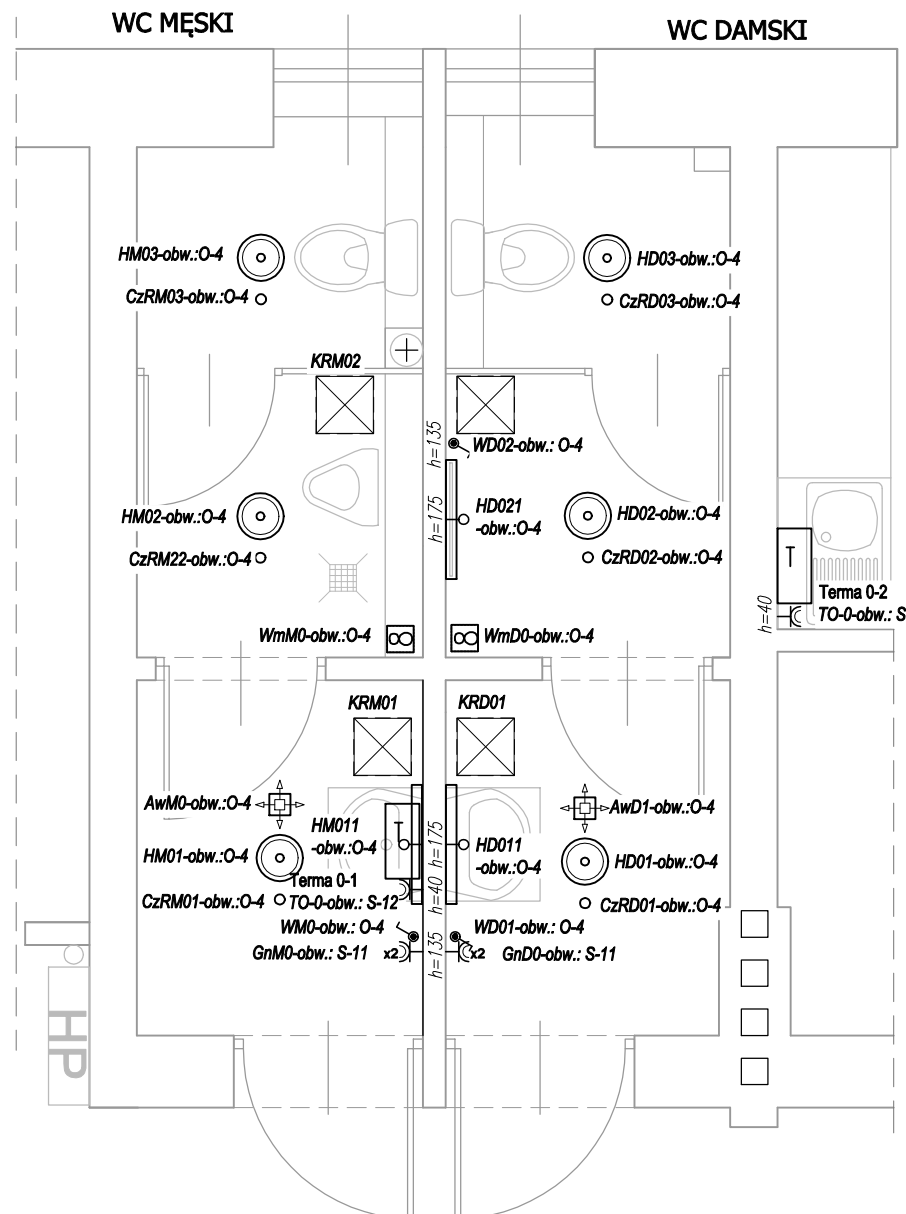 WC MĘSKI
WC DAMSKI
HM03-obw.:O-4
HD03-obw.:O-4
CzRM03-obw.:O-4
CzRD03-obw.:O-4
KRM02
h=135
WD02-obw.: O-4
h=175
HD021
-obw.:O-4
HM02-obw.:O-4
HD02-obw.:O-4
CzRM22-obw.:O-4
CzRD02-obw.:O-4
T
Terma 0-2
TO-0-obw.: S
h=40
WmM0-obw.:O-4
WmD0-obw.:O-4
KRM01
KRD01
AwM0-obw.:O-4
AwD1-obw.:O-4
HM011
-obw.:O-4
T
h=175
HD011
-obw.:O-4
HM01-obw.:O-4
HD01-obw.:O-4
Terma 0-1
TO-0-obw.: S-12
h=40
CzRM01-obw.:O-4
CzRD01-obw.:O-4
WM0-obw.: O-4
WD01-obw.: O-4
GnM0-obw.: S-11
x2
h=135
x2
GnD0-obw.: S-11
HP